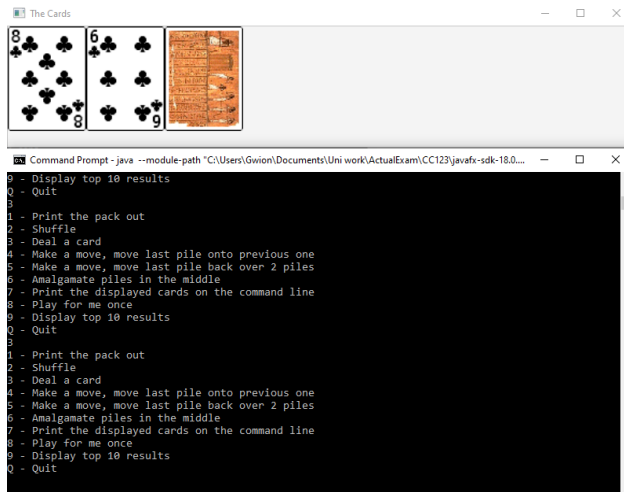 The Cards
8 6
8 9
Command Prompt - java --module-path "C:\Users\Gwion\Documents\Uni work\ActualExam\CC123\javafx-sdk-18.0....
9 - Display top 10 results
Q - Quit
3
1 - Print the pack out
2 - Shuffle
3 - Deal a card
4 - Make a move, move last pile onto previous one
5 - Make a move, move last pile back over 2 piles
6 - Amalgamate piles in the middle
7 - Print the displayed cards on the command line
8 - Play for me once
9 - Display top 10 results
Q - Quit
3
1 - Print the pack out
2 - Shuffle
3 - Deal a card
4 - Make a move, move last pile onto previous one
5 - Make a move, move last pile back over 2 piles
6 - Amalgamate piles in the middle
7 - Print the displayed cards on the command line
8 - Play for me once
9 - Display top 10 results
Q - Quit